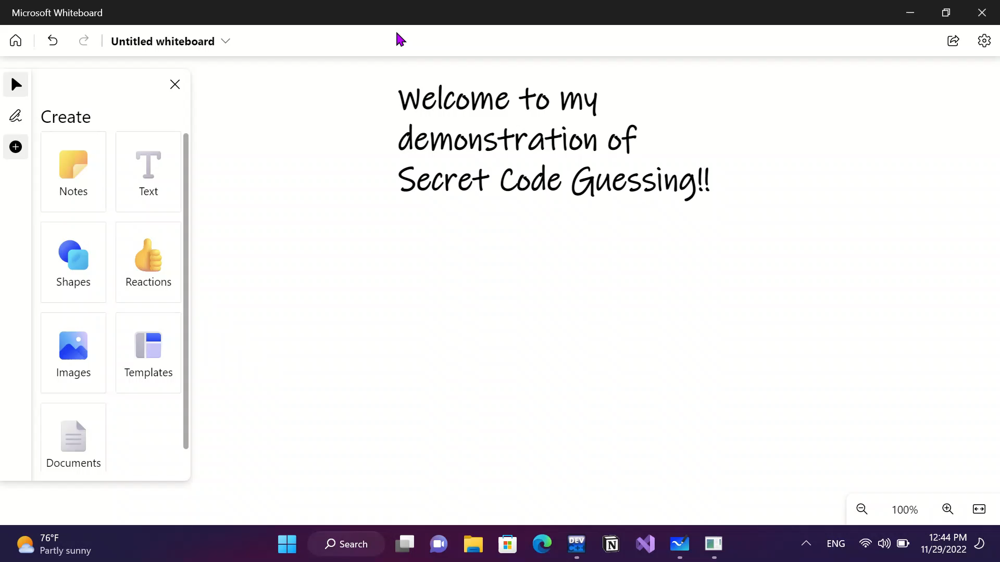 Microsoft Whiteboard
Untitled whiteboard
Welcome to my
demonstration of
Secret Code Guessing!!
Create
Notes
Text
Shapes
Reactions
Images
Templates
Documents
100%
76°F
Partly sunny
Search
DEV
C++
N
ENG
12:44 PM
11/29/2022